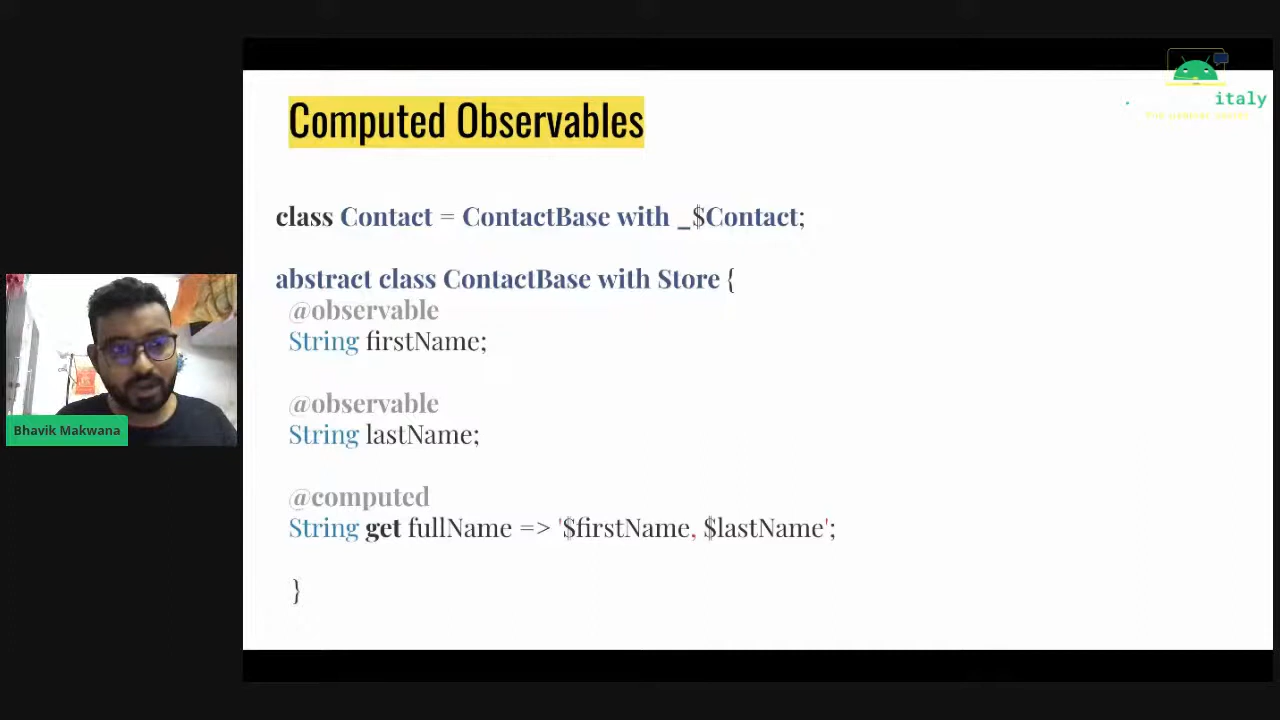 Computed Observables
class Contact = ContactBase with _$Contact;
abstract class ContactBase with Store {
@observable
String firstName;
@observable
String lastName;
@computed
String get fullName => '$firstName, $lastName';
}
Bhavik Makwana
italy